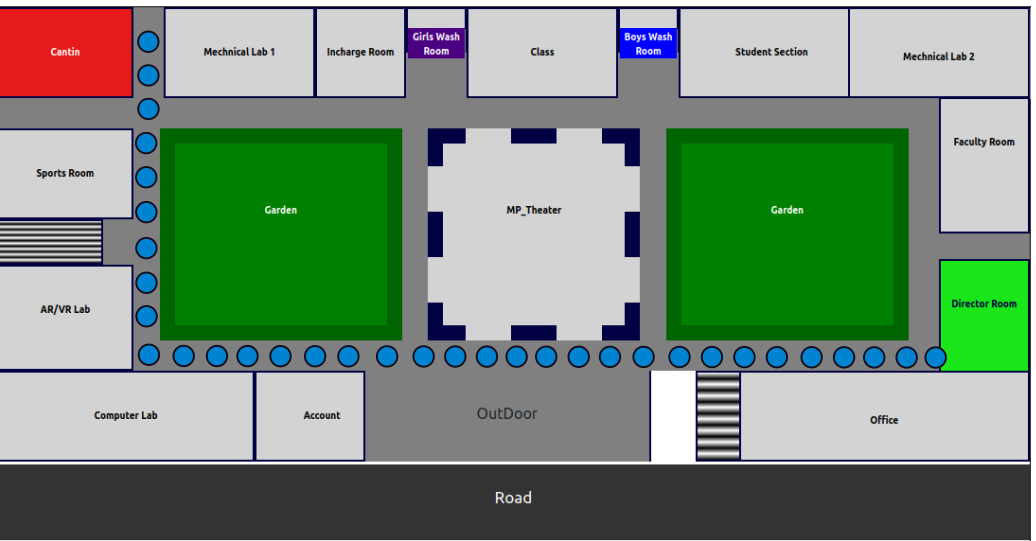 Cantin
Mechnical Lab 1
Incharge Room
Girls Wash
Room
Class
Boys Wash
Room
Student Section
Mechnical Lab 2
Faculty Room
Sports Room
Garden
MP_Theater
Garden
AR/VR Lab
Director Room
Computer Lab
Account
OutDoor
Office
Road